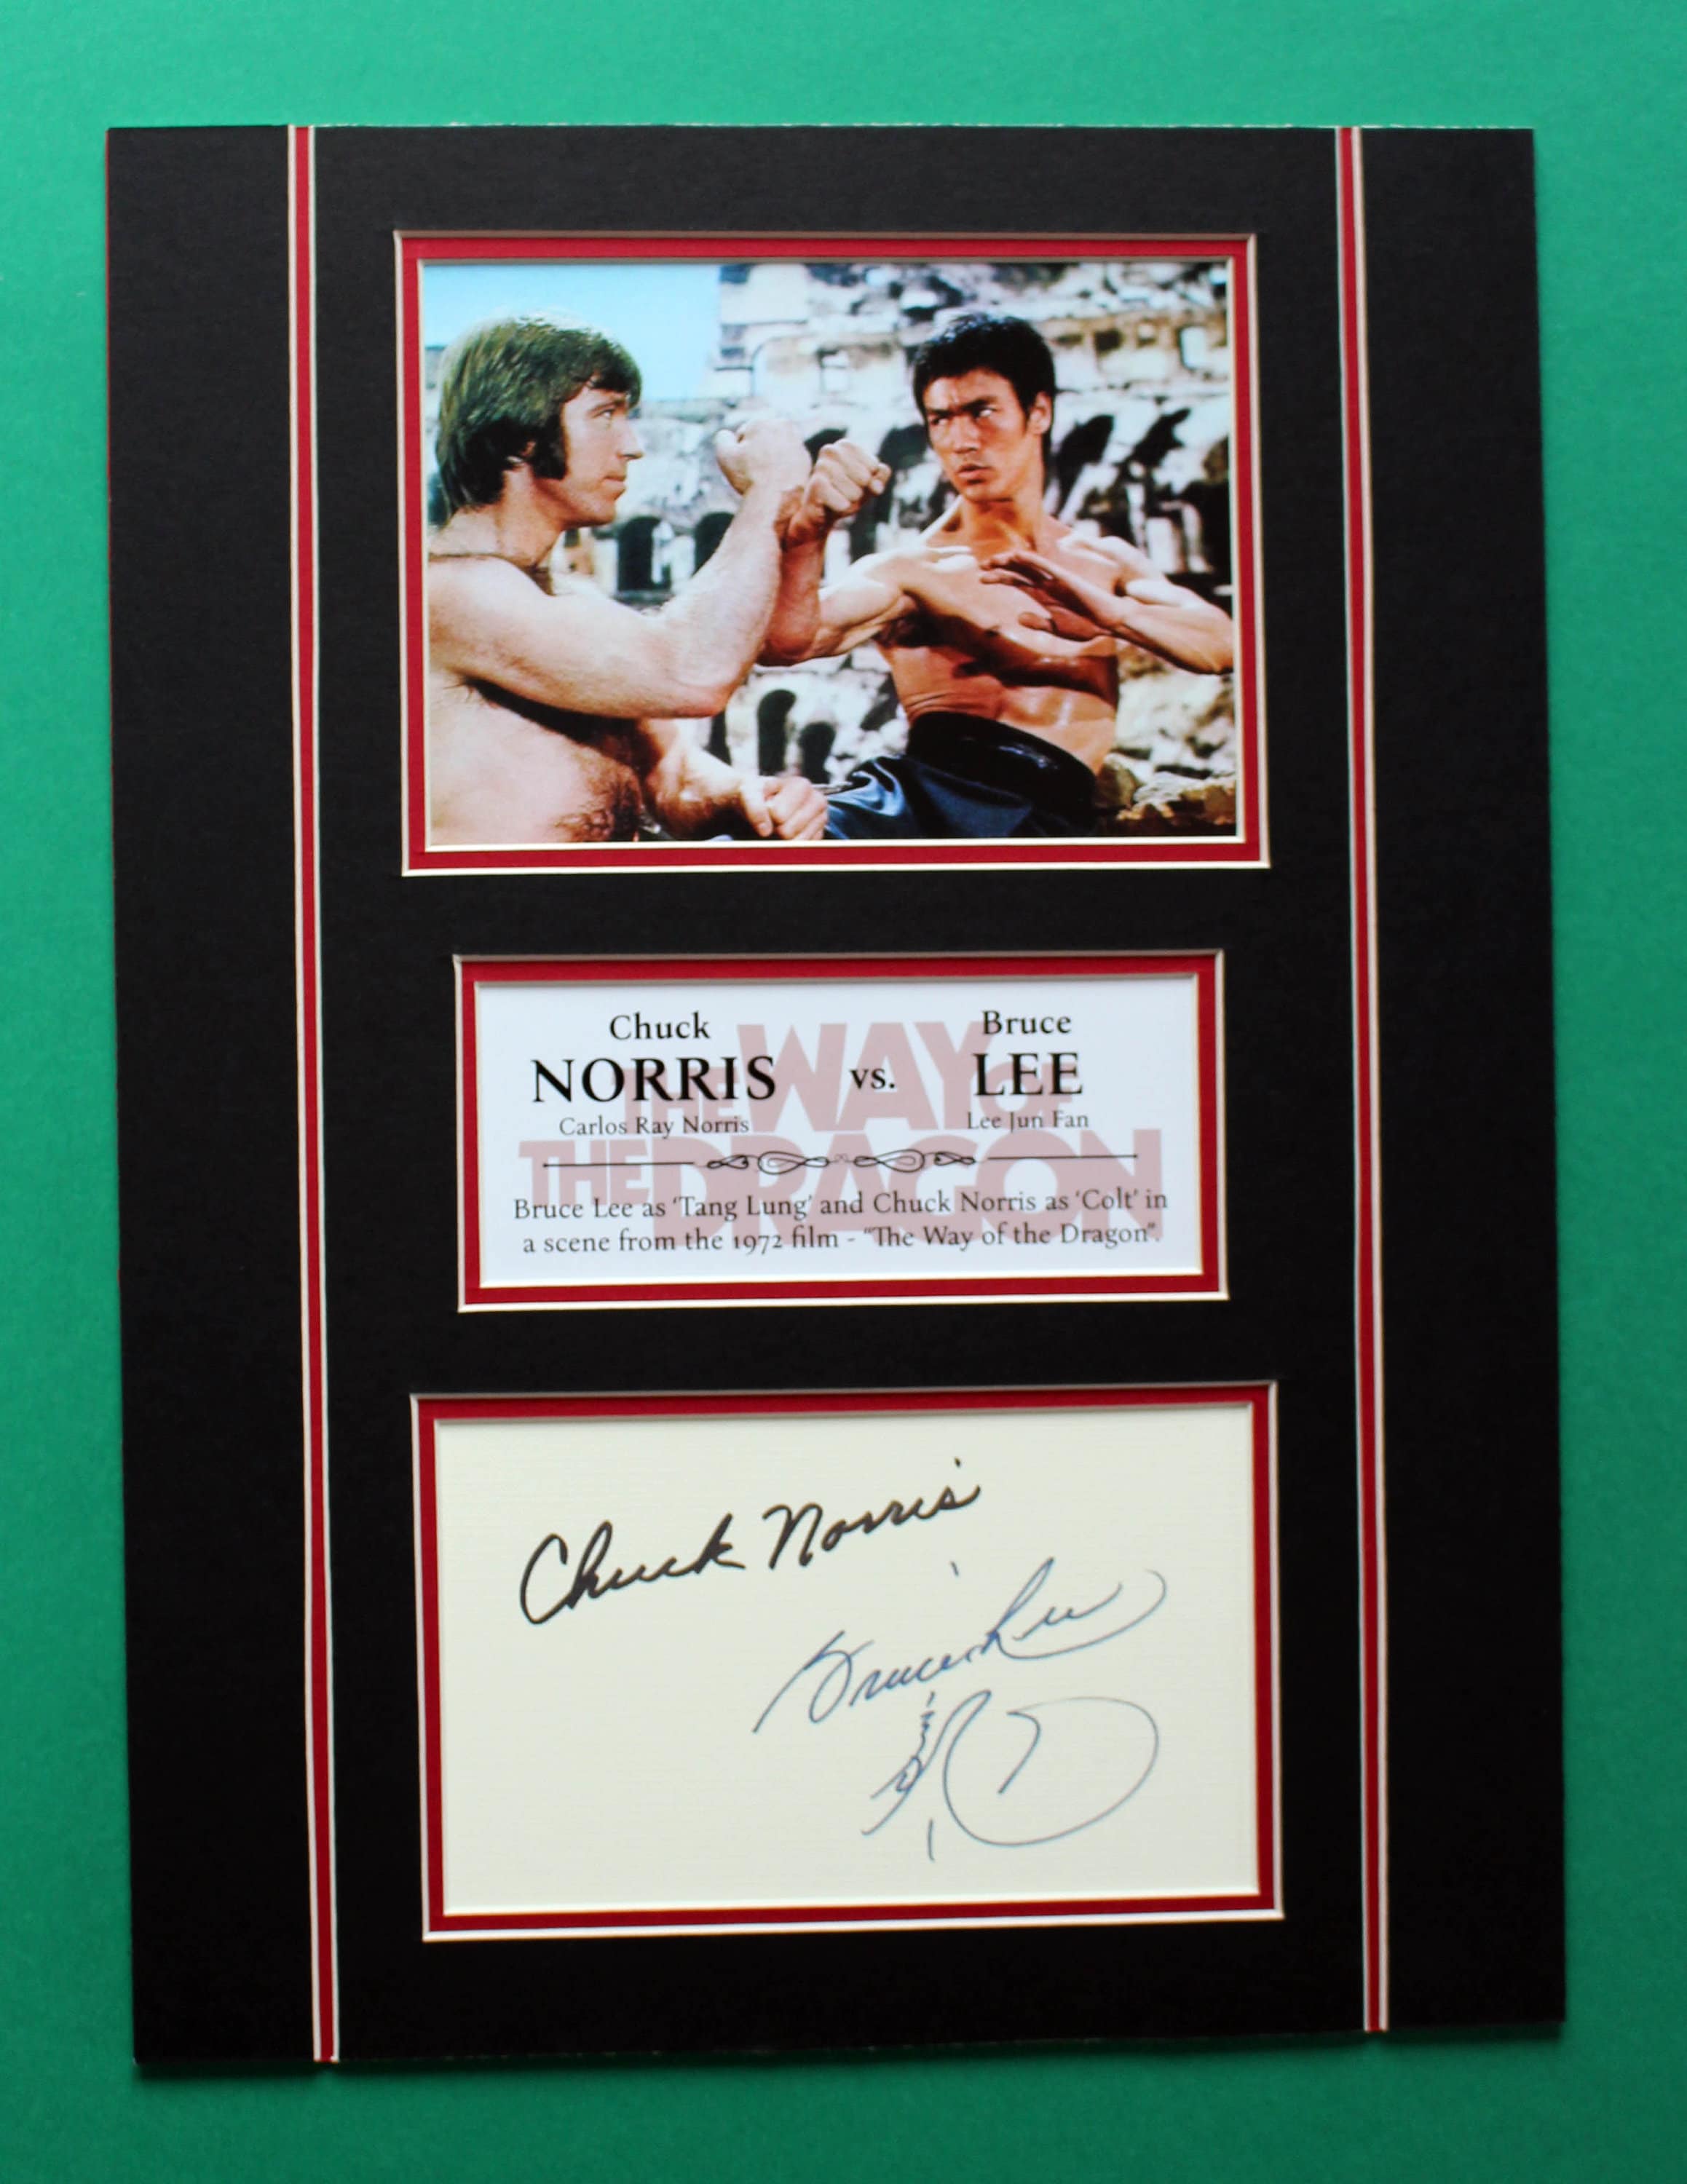 Chuck Bruce
NORRIS vs. LEE
Carlos Ray Norris Lee Jun Fan
THE WAY OF
THE DRAGON
Bruce Lee as 'Tang Lung' and Chuck Norris as 'Colt' in
a scene from the 1972 film - "The Way of the Dragon".
Chuck Norris
Bruce Lee